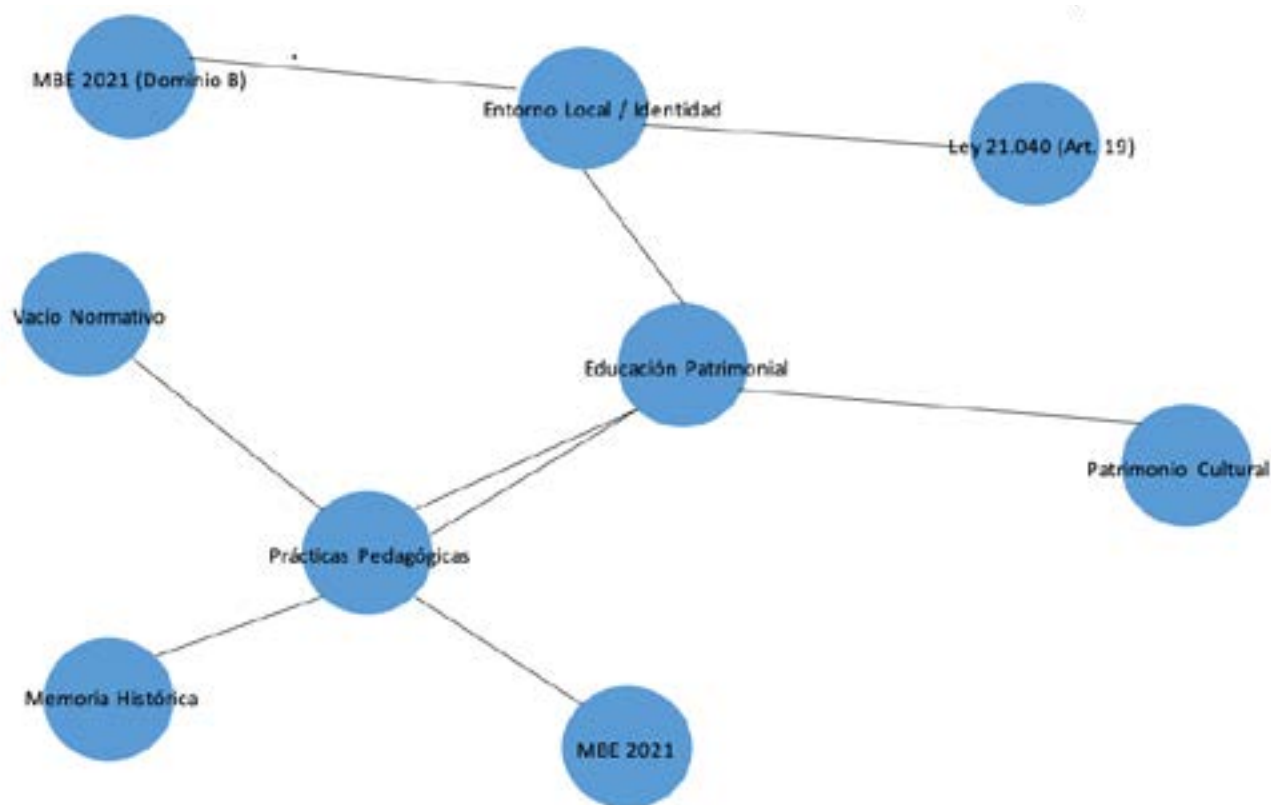 MBE 2021 (Dominio B)
Entorno Local / Identidad
Ley 21.040 (Art. 19)
Vacío Normativo
Educación Patrimonial
Patrimonio Cultural
Prácticas Pedagógicas
Memoria Histórica
MBE 2021